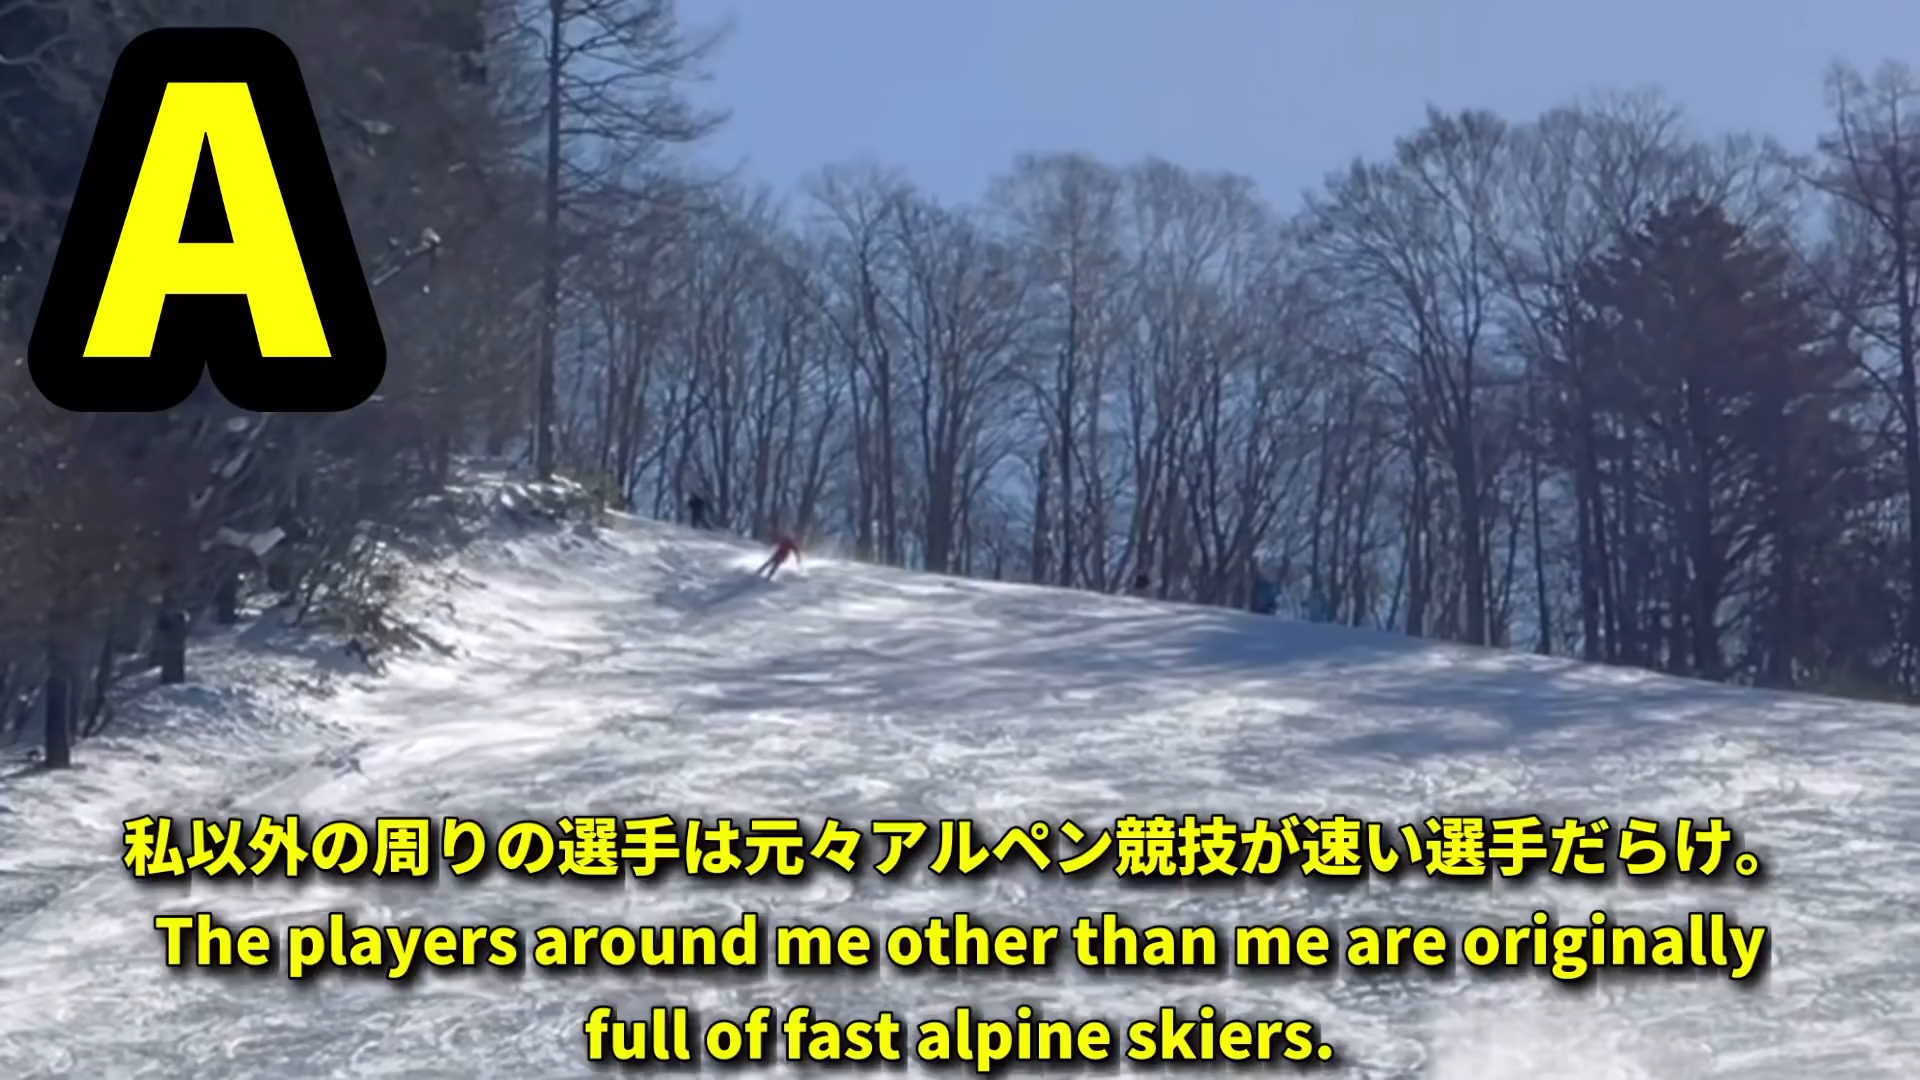 A
私以外の周りの選手は元々アルペン競技が速い選手だらけ。
The players around me other than me are originally
full of fast alpine skiers.